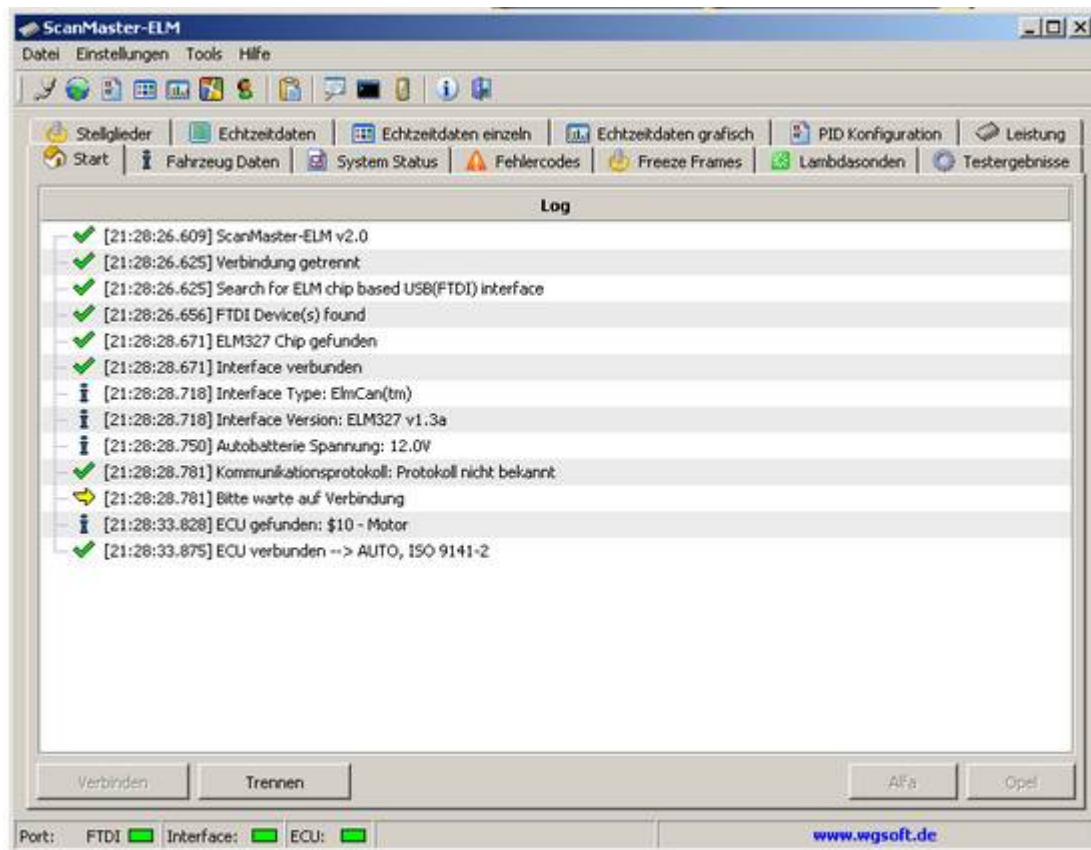 ScanMaster-ELM
Datei Einstellungen Tools Hilfe
Stellglieder Echtzeitdaten Echtzeitdaten einzeln Echtzeitdaten grafisch PID Konfiguration Leistung
Start Fahrzeug Daten System Status Fehlercodes Freeze Frames Lambdasonden Testergebnisse
Log
[21:28:26.609] ScanMaster-ELM v2.0
[21:28:26.625] Verbindung getrennt
[21:28:26.625] Search for ELM chip based USB(FTDI) interface
[21:28:26.656] FTDI Device(s) found
[21:28:28.671] ELM327 Chip gefunden
[21:28:28.671] Interface verbunden
[21:28:28.718] Interface Type: ElmCan(tm)
[21:28:28.718] Interface Version: ELM327 v1.3a
[21:28:28.750] Autobatterie Spannung: 12.0V
[21:28:28.781] Kommunikationsprotokoll: Protokoll nicht bekannt
[21:28:28.781] Bitte warte auf Verbindung
[21:28:33.828] ECU gefunden: $10 - Motor
[21:28:33.875] ECU verbunden --> AUTO, ISO 9141-2
Verbinden Trennen Alfa Opel
Port: FTDI Interface: ECU: www.wgsoft.de